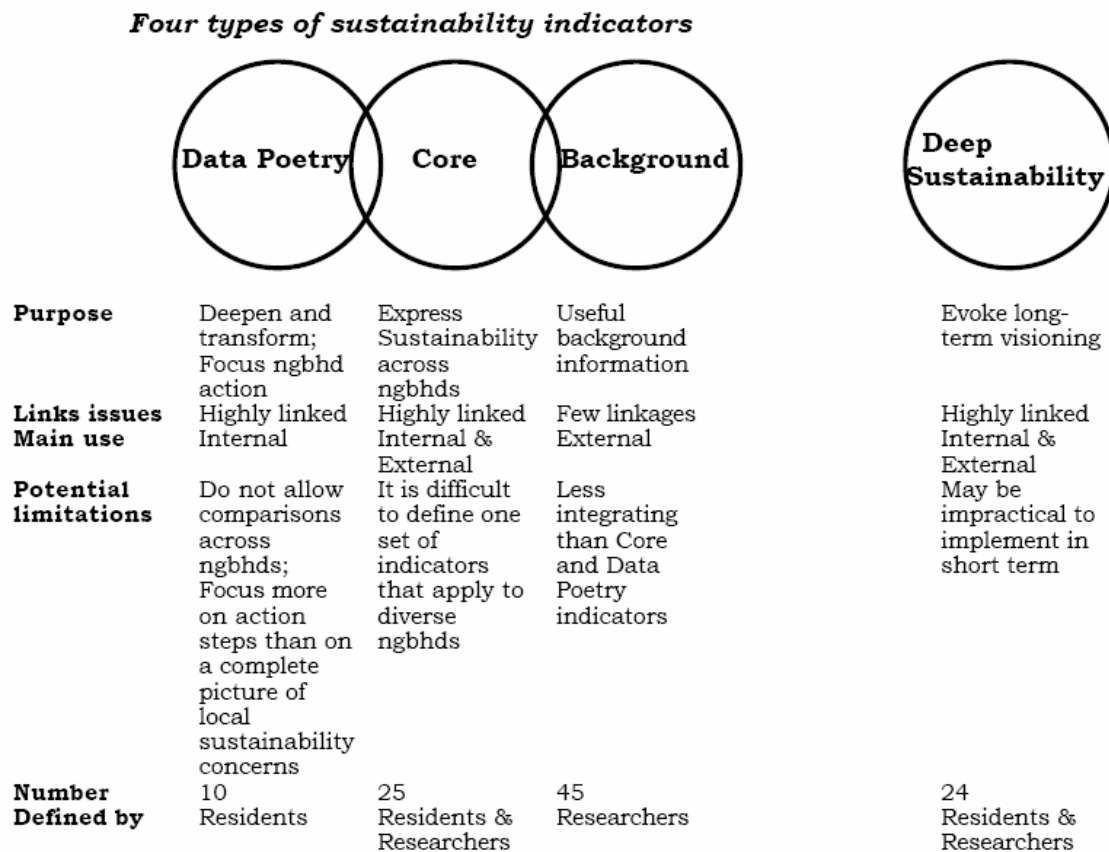 Four types of sustainability indicators
Data Poetry Core Background Deep
Sustainability
Purpose Deepen and Express Useful Evoke long-
transform; Sustainability background term visioning
Focus ngbhd across information
action ngbhds
Links issues Highly linked Highly linked Few linkages Highly linked
Main use Internal Internal & External Internal &
External External
Potential Do not allow It is difficult Less May be
limitations comparisons to define one integrating impractical to
across set of than Core implement in
ngbhds; indicators and Data short term
Focus more that apply to Poetry
on action diverse indicators
steps than on ngbhds
a complete
picture of
local
sustainability
concerns
Number 10 25 45 24
Defined by Residents Residents & Researchers Residents &
Researchers Researchers